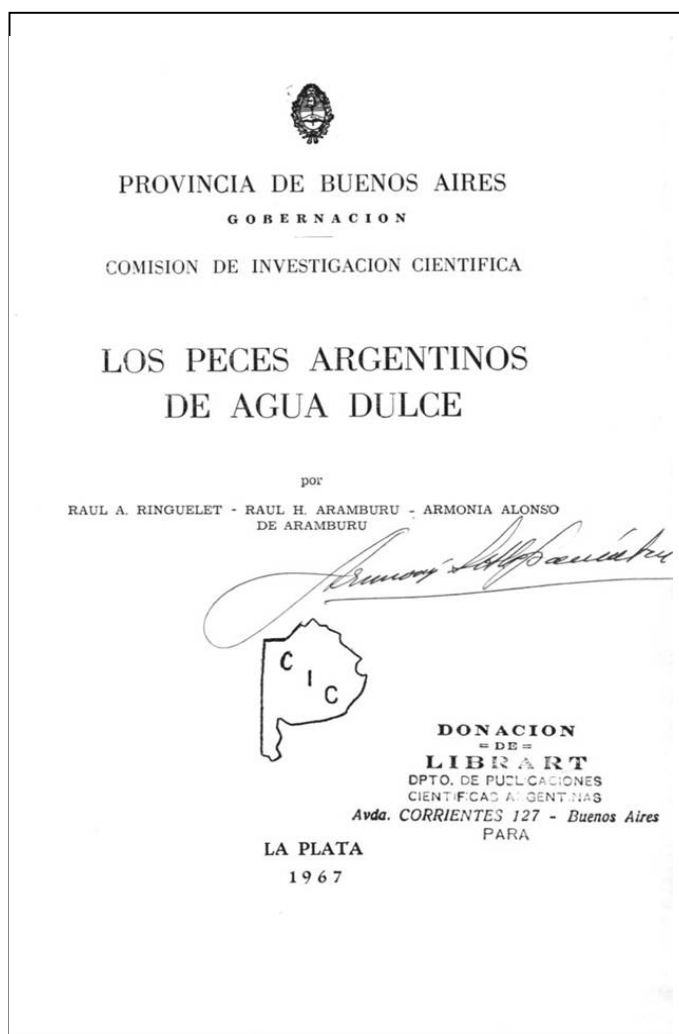 PROVINCIA DE BUENOS AIRES
GOBERNACION
COMISION DE INVESTIGACION CIENTIFICA
LOS PECES ARGENTINOS
DE AGUA DULCE
por
RAUL A. RINGUELET - RAUL H. ARAMBURU - ARMONIA ALONSO
DE ARAMBURU
C
I
C
DONACION
= DE =
LIBRART
DPTO. DE PUBLICACIONES
CIENTIFICAS ARGENTINAS
Avda. CORRIENTES 127 - Buenos Aires
PARA
LA PLATA
1967